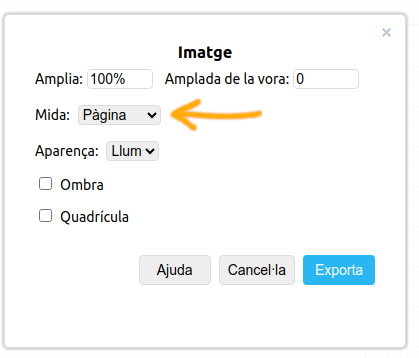 ×
Imatge
Amplia: 100% Amplada de la vora: 0
Mida: Pàgina
Aparença: Llum
Ombra
Quadrícula
Ajuda Cancel·la Exporta